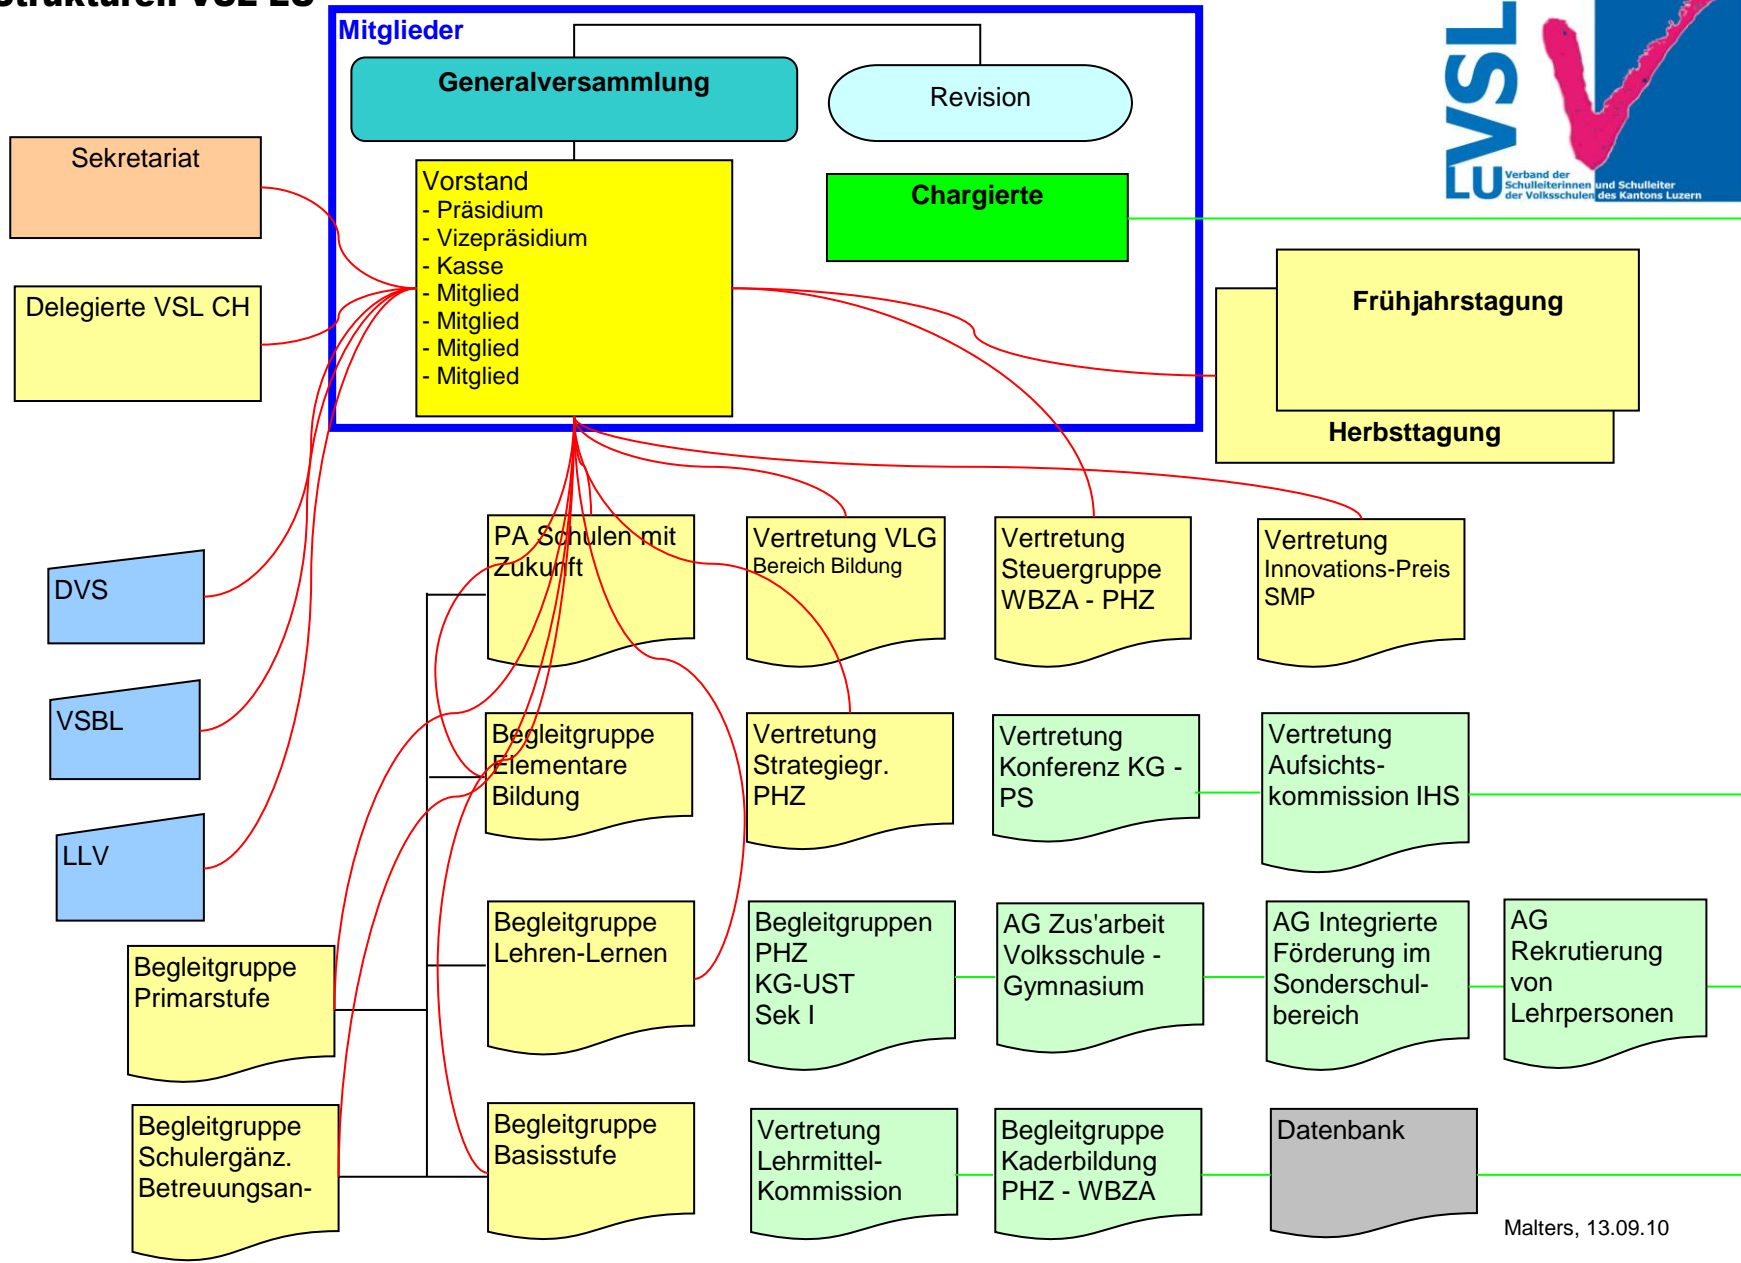 Strukturen VSL LU
Mitglieder
Generalversammlung
Revision
LU VSL
Verband der
Schulleiterinnen und Schulleiter
der Volksschulen des Kantons Luzern
Sekretariat
Vorstand
- Präsidium
- Vizepräsidium
- Kasse
- Mitglied
- Mitglied
- Mitglied
- Mitglied
Chargierte
Delegierte VSL CH
Frühjahrstagung
Herbsttagung
DVS
VSBL
LLV
PA Schulen mit
Zukunft
Vertretung VLG
Bereich Bildung
Vertretung
Steuergruppe
WBZA - PHZ
Vertretung
Innovations-Preis
SMP
Begleitgruppe
Elementare
Bildung
Vertretung
Strategiegr.
PHZ
Vertretung
Konferenz KG -
PS
Vertretung
Aufsichts-
kommission IHS
Begleitgruppe
Primarstufe
Begleitgruppe
Lehren-Lernen
Begleitgruppen
PHZ
KG-UST
Sek I
AG Zus'arbeit
Volksschule -
Gymnasium
AG Integrierte
Förderung im
Sonderschul-
bereich
AG
Rekrutierung
von
Lehrpersonen
Begleitgruppe
Schulergänz.
Betreuungsan-
Begleitgruppe
Basisstufe
Vertretung
Lehrmittel-
Kommission
Begleitgruppe
Kaderbildung
PHZ - WBZA
Datenbank
Malters, 13.09.10